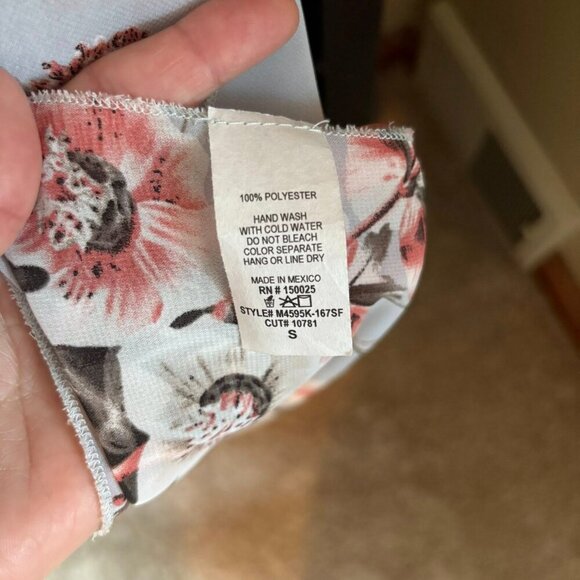 100% POLYESTER
HAND WASH
WITH COLD WATER
DO NOT BLEACH
COLOR SEPARATE
HANG OR LINE DRY
MADE IN MEXICO
RN # 150025
STYLE# M4595K-167SF
CUT# 10781
S